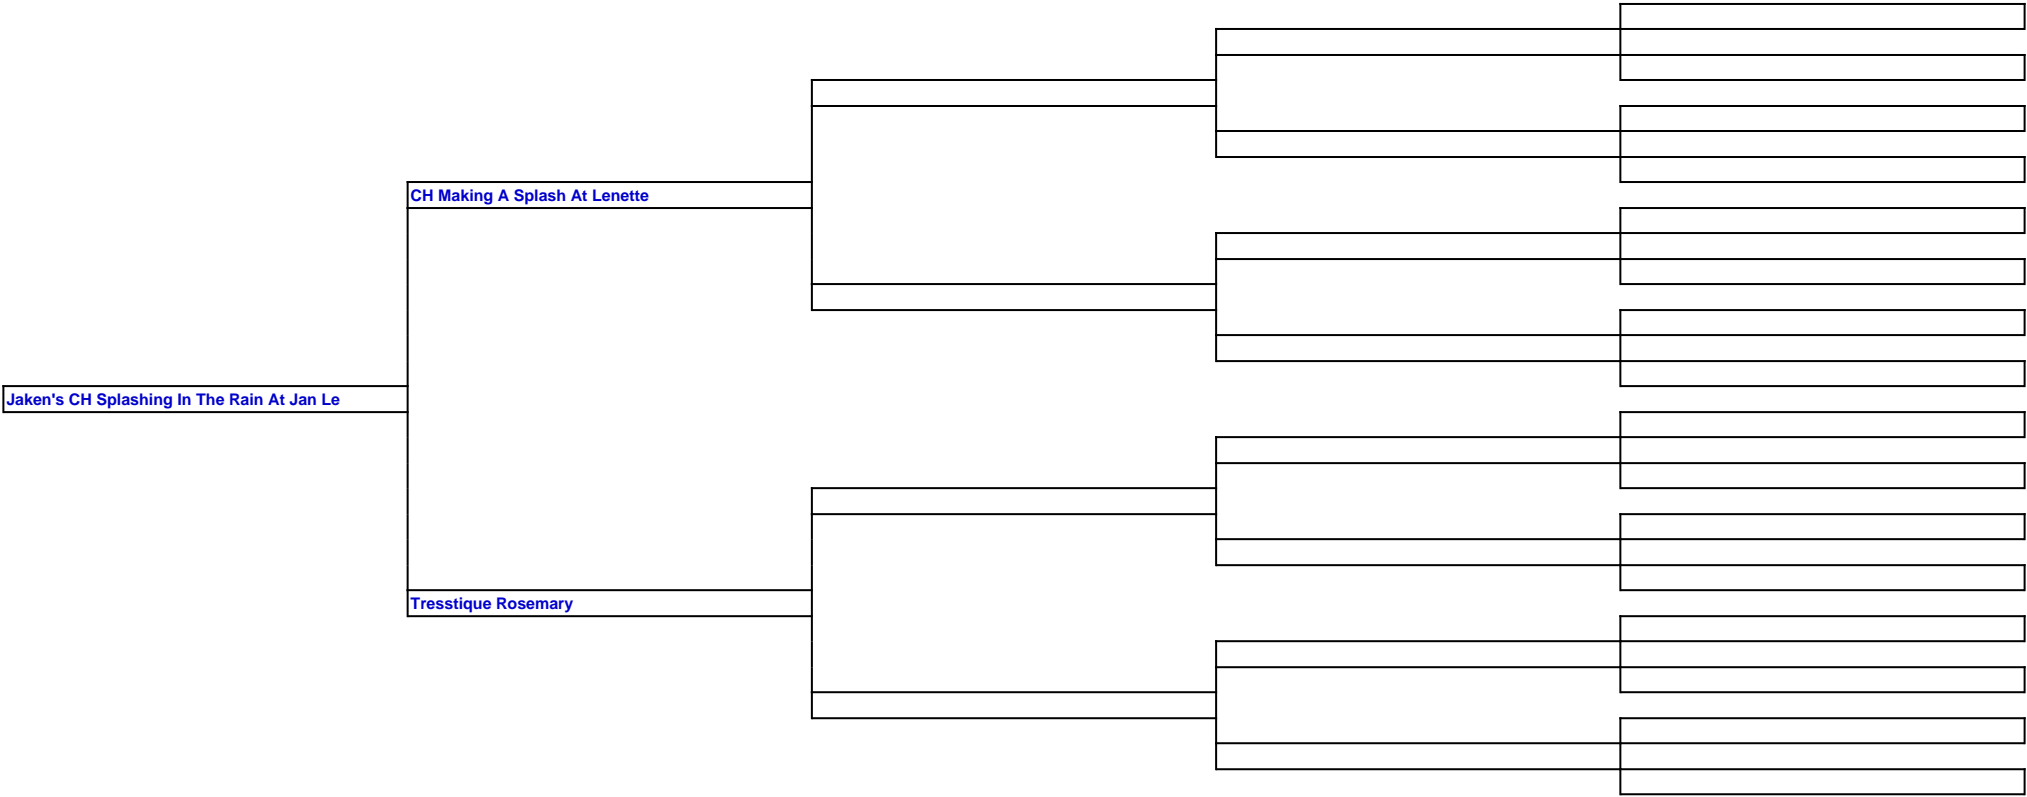 CH Making A Splash At Lenette
Jaken's CH Splashing In The Rain At Jan Le
Tresstique Rosemary